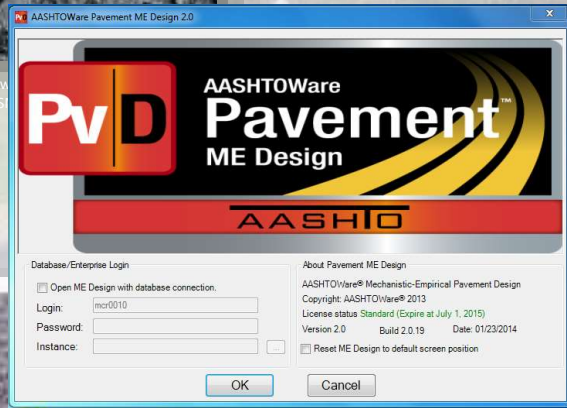 AASHTOWare Pavement ME Design 2.0
PvD
AASHTOWare
Pavement™
ME Design
AASHTO
Database/Enterprise Login
Open ME Design with database connection.
Login: mcr0010
Password:
Instance:
...
About Pavement ME Design
AASHTOWare® Mechanistic-Empirical Pavement Design
Copyright: AASHTOWare® 2013
License status Standard (Expire at July 1, 2015)
Version 2.0 Build 2.0.19 Date: 01/23/2014
Reset ME Design to default screen position
OK
Cancel